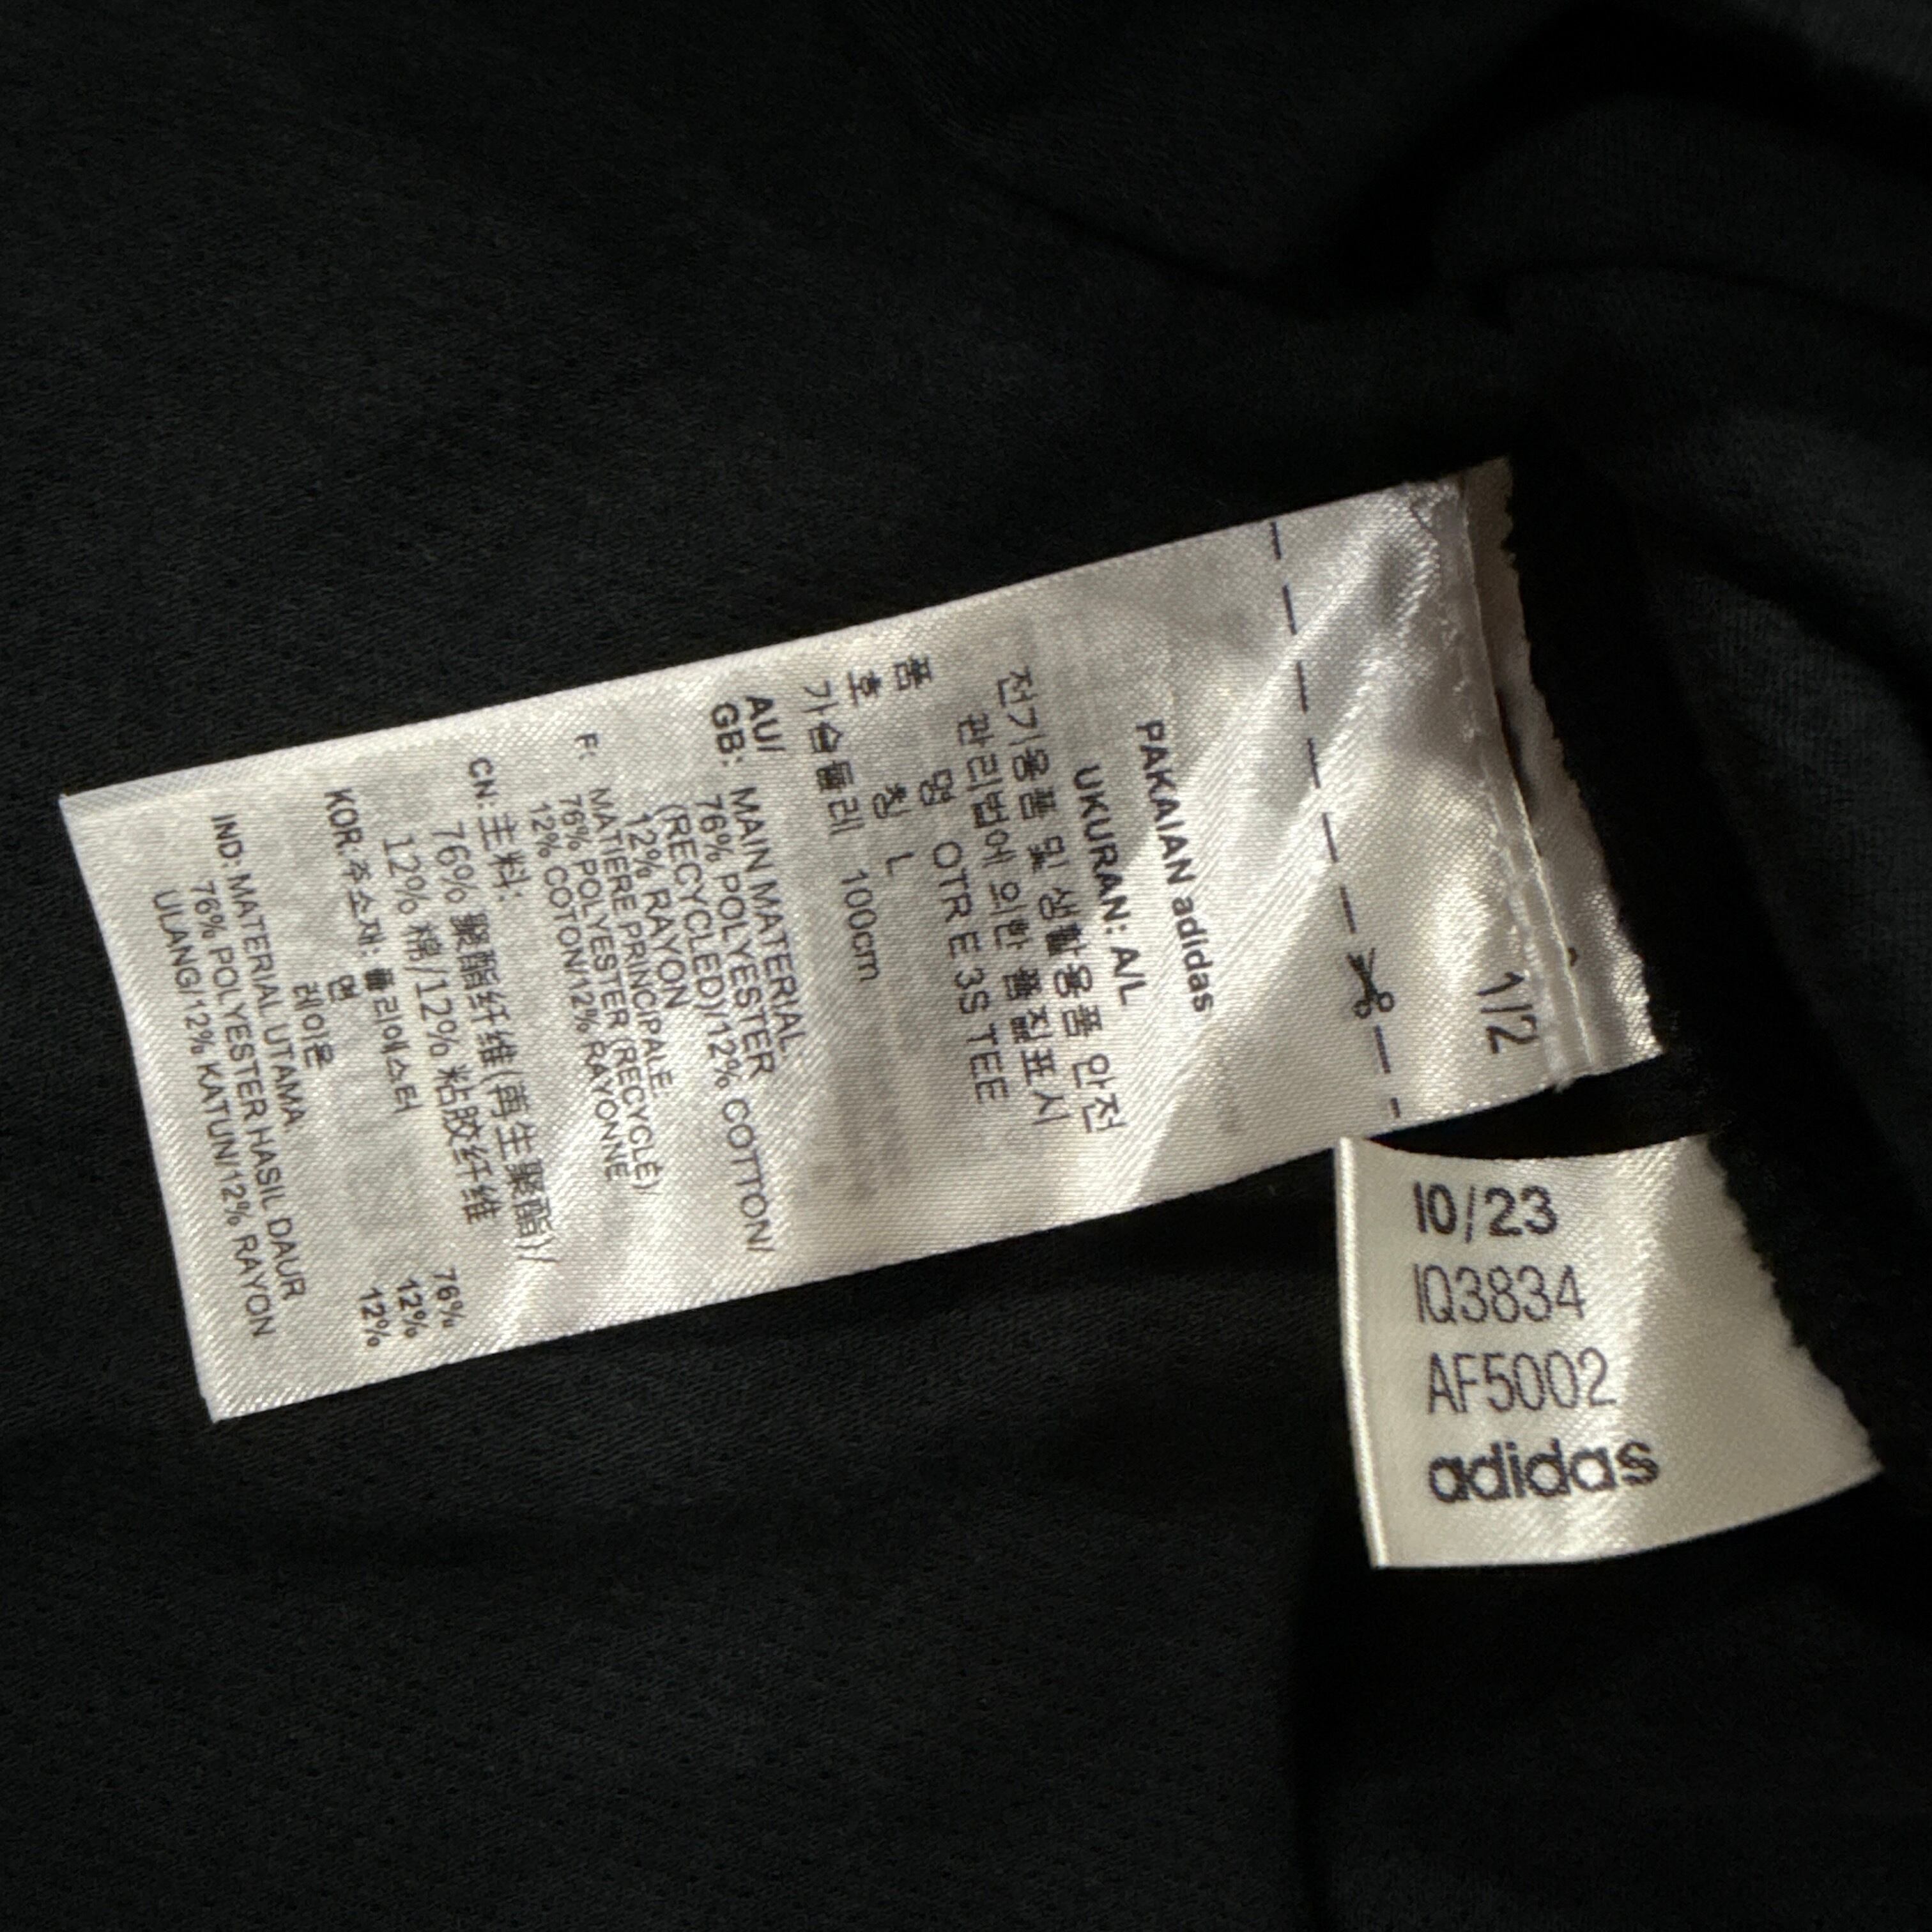 1/2
PAKAIAN adidas
UKURAN: A/L
전기용품 및 생활용품 안전
관리법에 의한 품질표시
품 명 OTR E 3S TEE
호 칭 L
가슴둘레 100cm
AU/
GB: MAIN MATERIAL:
76% POLYESTER
(RECYCLED)/12% COTTON/
12% RAYON
F: MATIERE PRINCIPALE:
76% POLYESTER (RECYCLÉ)/
12% COTON/12% RAYONNE
CN: 主料:
76% 聚酯纤维(再生聚酯)/
12% 棉/12% 粘胶纤维
KOR: 주소재: 폴리에스터 76%
면 12%
레이온 12%
IND: MATERIAL UTAMA
76% POLYESTER HASIL DAUR
ULANG/12% KATUN/12% RAYON
10/23
IQ3834
AF5002
adidas